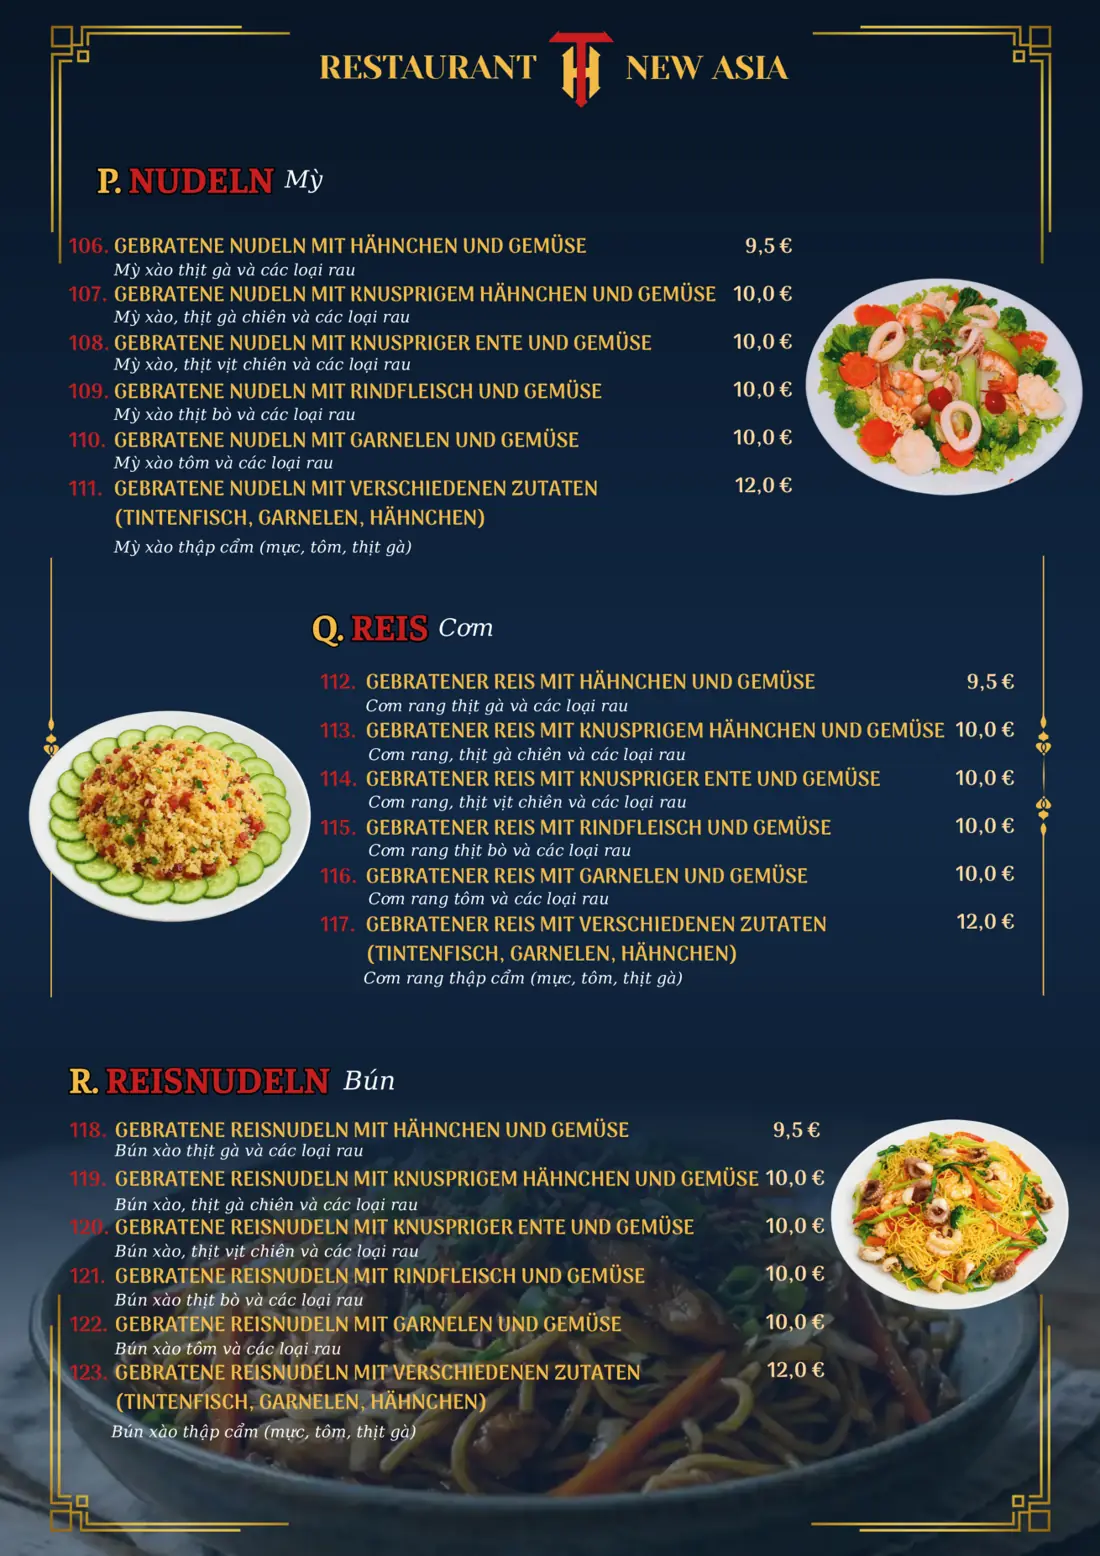 RESTAURANT TH NEW ASIA
P. NUDELN Mỳ
106. GEBRATENE NUDELN MIT HÄHNCHEN UND GEMÜSE 9,5 €
Mỳ xào thịt gà và các loại rau
107. GEBRATENE NUDELN MIT KNUSPRIGEM HÄHNCHEN UND GEMÜSE 10,0 €
Mỳ xào, thịt gà chiên và các loại rau
108. GEBRATENE NUDELN MIT KNUSPRIGER ENTE UND GEMÜSE 10,0 €
Mỳ xào, thịt vịt chiên và các loại rau
109. GEBRATENE NUDELN MIT RINDFLEISCH UND GEMÜSE 10,0 €
Mỳ xào thịt bò và các loại rau
110. GEBRATENE NUDELN MIT GARNELEN UND GEMÜSE 10,0 €
Mỳ xào tôm và các loại rau
111. GEBRATENE NUDELN MIT VERSCHIEDENEN ZUTATEN 12,0 €
(TINTENFISCH, GARNELEN, HÄHNCHEN)
Mỳ xào thập cẩm (mực, tôm, thịt gà)
Q. REIS Cơm
112. GEBRATENER REIS MIT HÄHNCHEN UND GEMÜSE 9,5 €
Cơm rang thịt gà và các loại rau
113. GEBRATENER REIS MIT KNUSPRIGEM HÄHNCHEN UND GEMÜSE 10,0 €
Cơm rang, thịt gà chiên và các loại rau
114. GEBRATENER REIS MIT KNUSPRIGER ENTE UND GEMÜSE 10,0 €
Cơm rang, thịt vịt chiên và các loại rau
115. GEBRATENER REIS MIT RINDFLEISCH UND GEMÜSE 10,0 €
Cơm rang thịt bò và các loại rau
116. GEBRATENER REIS MIT GARNELEN UND GEMÜSE 10,0 €
Cơm rang tôm và các loại rau
117. GEBRATENER REIS MIT VERSCHIEDENEN ZUTATEN 12,0 €
(TINTENFISCH, GARNELEN, HÄHNCHEN)
Cơm rang thập cẩm (mực, tôm, thịt gà)
R. REISNUDELN Bún
118. GEBRATENE REISNUDELN MIT HÄHNCHEN UND GEMÜSE 9,5 €
Bún xào thịt gà và các loại rau
119. GEBRATENE REISNUDELN MIT KNUSPRIGEM HÄHNCHEN UND GEMÜSE 10,0 €
Bún xào, thịt gà chiên và các loại rau
120. GEBRATENE REISNUDELN MIT KNUSPRIGER ENTE UND GEMÜSE 10,0 €
Bún xào, thịt vịt chiên và các loại rau
121. GEBRATENE REISNUDELN MIT RINDFLEISCH UND GEMÜSE 10,0 €
Bún xào thịt bò và các loại rau
122. GEBRATENE REISNUDELN MIT GARNELEN UND GEMÜSE 10,0 €
Bún xào tôm và các loại rau
123. GEBRATENE REISNUDELN MIT VERSCHIEDENEN ZUTATEN 12,0 €
(TINTENFISCH, GARNELEN, HÄHNCHEN)
Bún xào thập cẩm (mực, tôm, thịt gà)